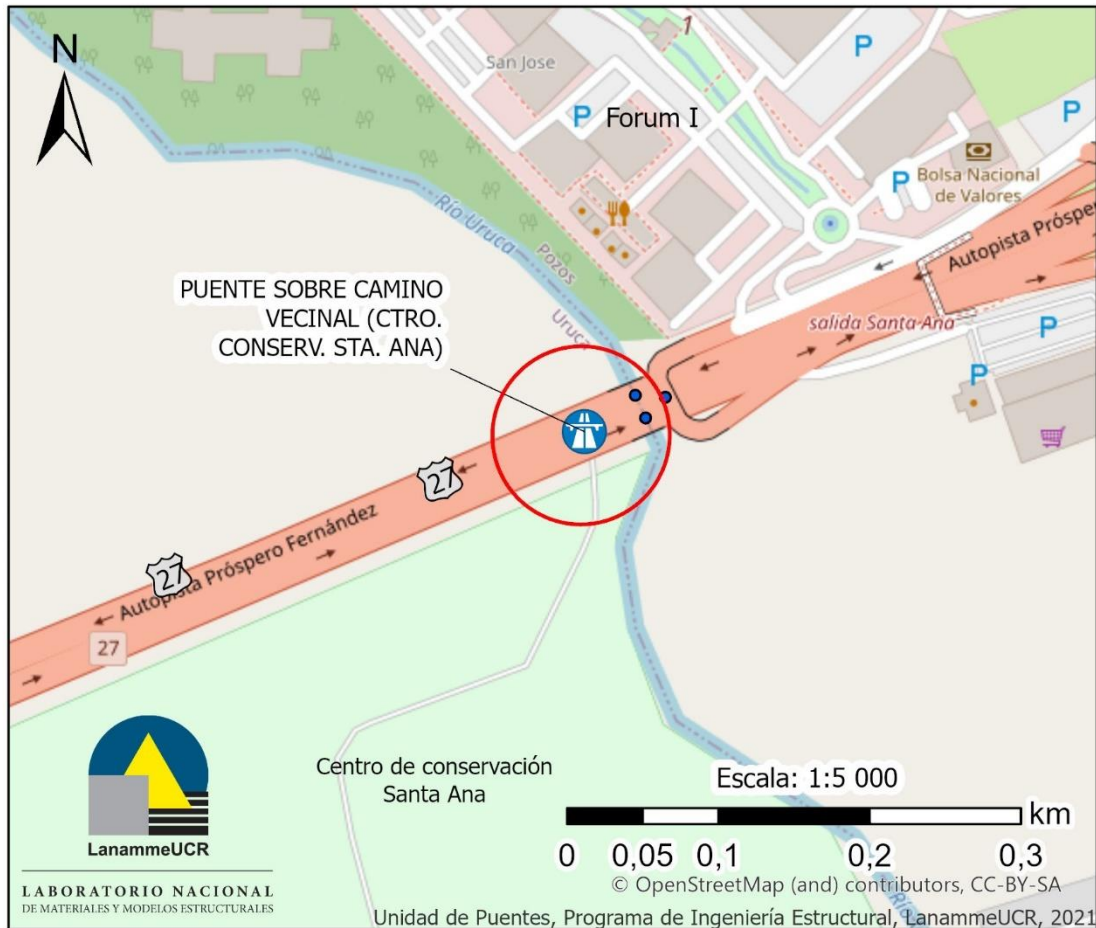 N
San Jose
1
P
P
Forum I
P
P
Bolsa Nacional
de Valores
Río Uruca
Pozos
Uruca
Autopista Próspero
PUENTE SOBRE CAMINO
VECINAL (CTRO.
CONSERV. STA. ANA)
salida Santa Ana
P
P
27
Autopista Próspero Fernández
27
27
Centro de conservación
Santa Ana
Escala: 1:5 000
km
0 0,05 0,1 0,2 0,3
LanammeUCR
LABORATORIO NACIONAL
DE MATERIALES Y MODELOS ESTRUCTURALES
© OpenStreetMap (and) contributors, CC-BY-SA
Unidad de Puentes, Programa de Ingeniería Estructural, LanammeUCR, 2021